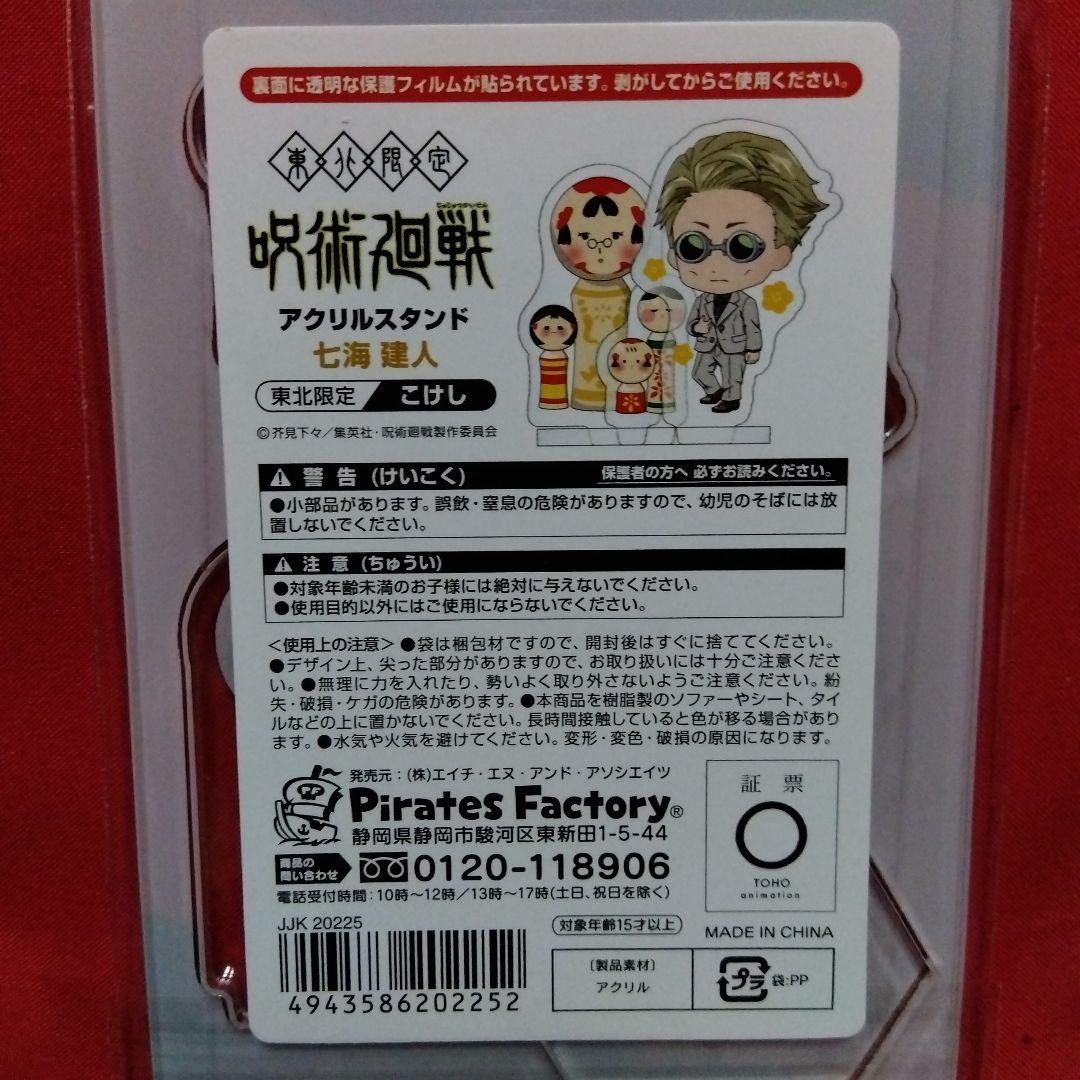 裏面に透明な保護フィルムが貼られています。剥がしてからご使用ください。
東北限定
じゅじゅつかいせん
呪術廻戦
アクリルスタンド
七海 建人
東北限定 こけし
©芥見下々／集英社・呪術廻戦製作委員会
警告 (けいこく) 保護者の方へ 必ずお読みください。
●小部品があります。誤飲・窒息の危険がありますので、幼児のそばには放
置しないでください。
注意 (ちゅうい)
●対象年齢未満のお子様には絶対に与えないでください。
●使用目的以外にはご使用にならないでください。
＜使用上の注意＞ ●袋は梱包材ですので、開封後はすぐに捨ててください。
●デザイン上、尖った部分がありますので、お取り扱いには十分ご注意くださ
い。●無理に力を入れたり、勢いよく取り外さないようご注意ください。紛
失・破損・ケガの危険があります。●本商品を樹脂製のソファーやシート、タイ
ルなどの上に置かないでください。長時間接触していると色が移る場合があり
ます。●水気や火気を避けてください。変形・変色・破損の原因になります。
発売元：(株)エイチ・エヌ・アンド・アソシエイツ
Pirates Factory®
静岡県静岡市駿河区東新田1-5-44
商品の
問い合わせ 0120-118906
電話受付時間：10時〜12時／13時〜17時(土日、祝日を除く)
証票
TOHO
animation
JJK 20225
対象年齢15才以上
MADE IN CHINA
4943586202252
〔製品素材〕
アクリル
プラ 袋:PP